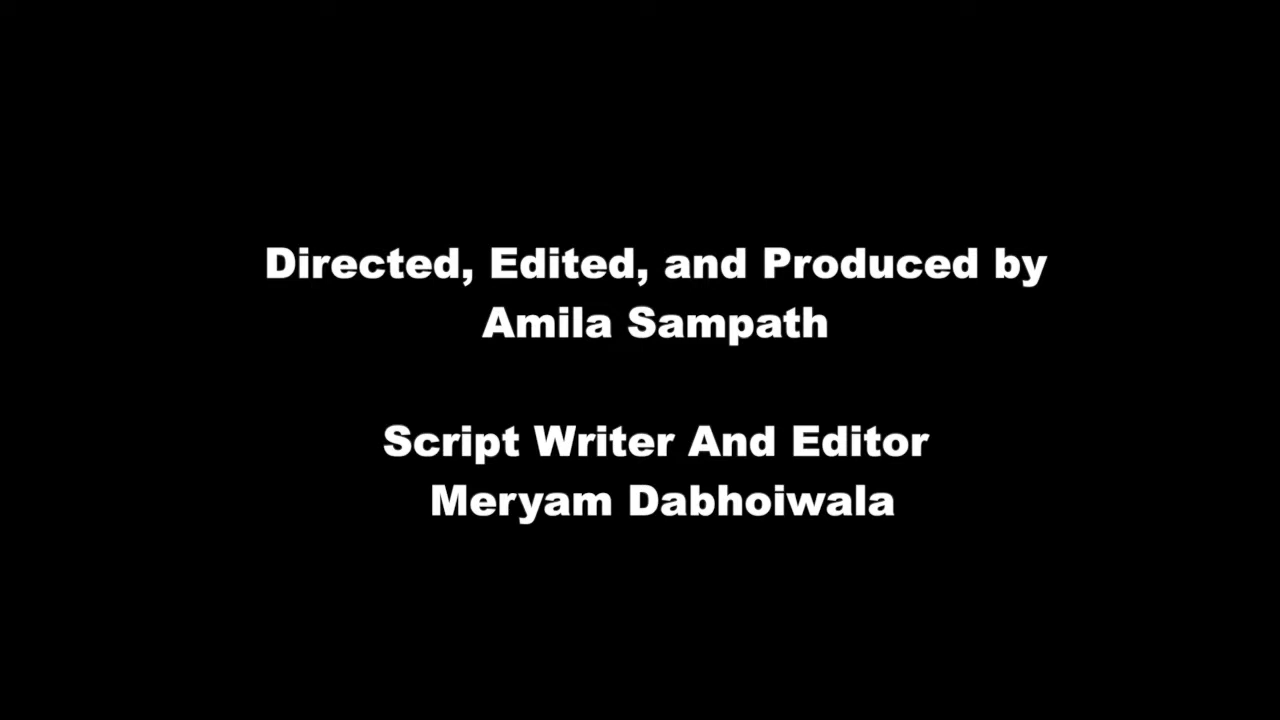 Directed, Edited, and Produced by
Amila Sampath
Script Writer And Editor
Meryam Dabhoiwala